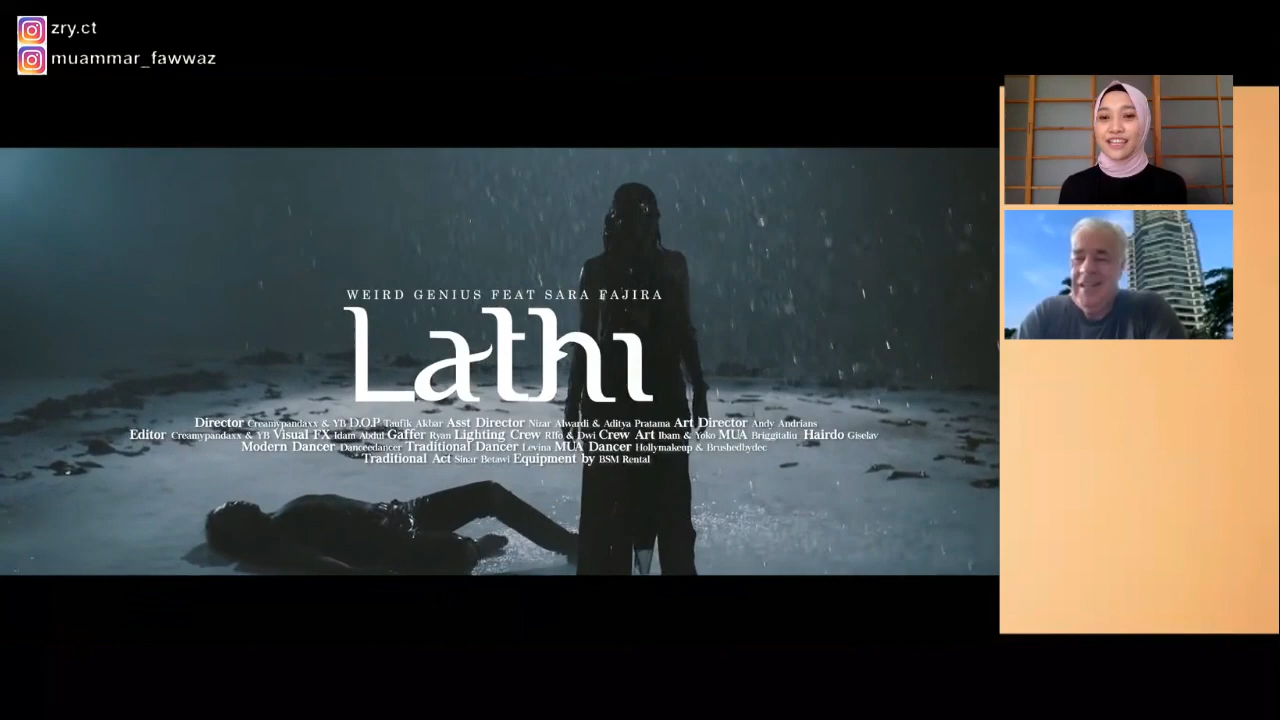 zry.ct
muammar_fawwaz
WEIRD GENIUS FEAT SARA FAJIRA
Lathi
Director Creamypandaxx & YB D.O.P Taufik Akbar Asst Director Nizar Alwardi & Aditya Pratama Art Director Andy Andrians
Editor Creamypandaxx & YB Visual FX Idam Abdul Gaffer Ryan Lighting Crew Rifo & Dwi Crew Art Ibam & Yoko MUA Briggitaliu Hairdo Giselav
Modern Dancer Danceedancer Traditional Dancer Levina MUA Dancer Hollymakeup & Brushedbydec
Traditional Act Sinar Betawi Equipment by BSM Rental